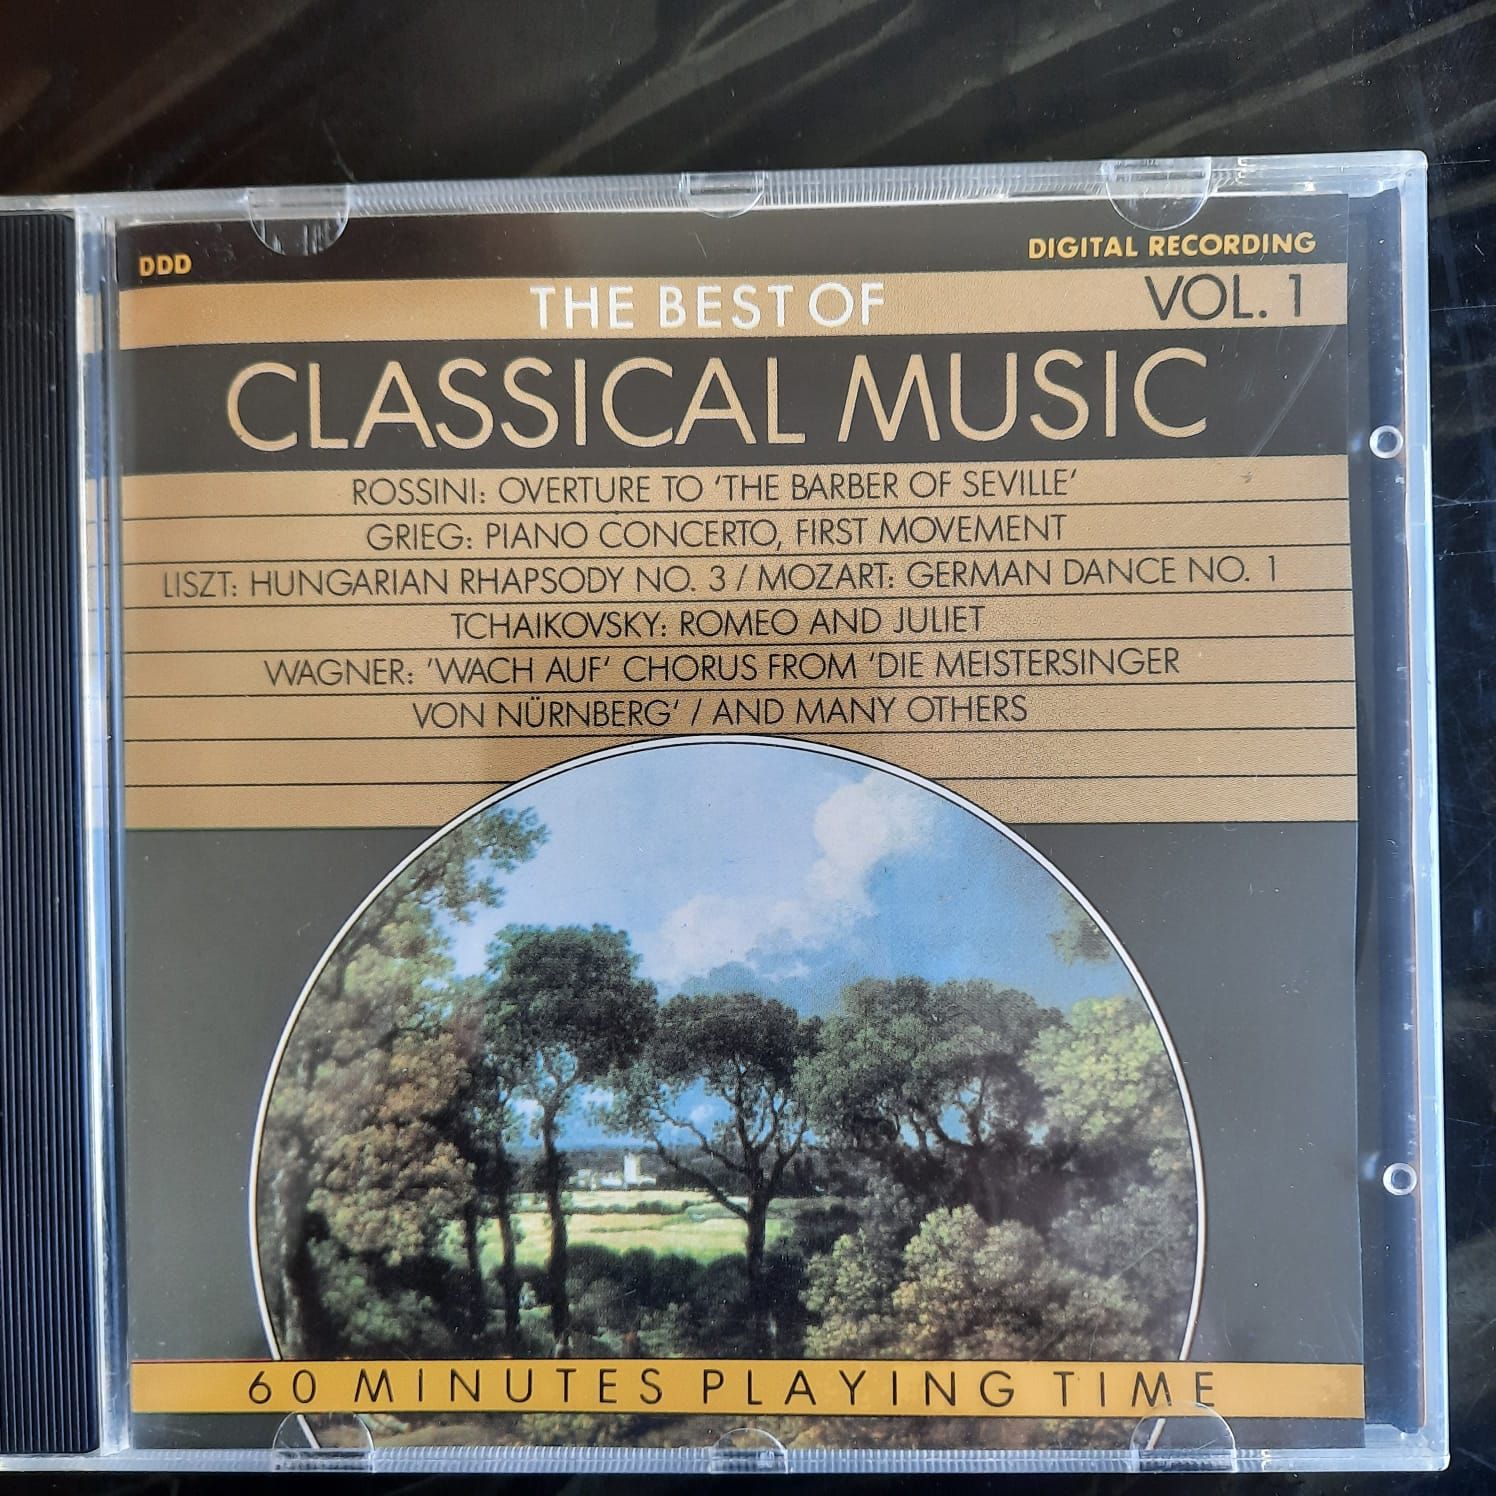 DDD
DIGITAL RECORDING
THE BEST OF
VOL. 1
CLASSICAL MUSIC
ROSSINI: OVERTURE TO 'THE BARBER OF SEVILLE'
GRIEG: PIANO CONCERTO, FIRST MOVEMENT
LISZT: HUNGARIAN RHAPSODY NO. 3 / MOZART: GERMAN DANCE NO. 1
TCHAIKOVSKY: ROMEO AND JULIET
WAGNER: 'WACH AUF' CHORUS FROM 'DIE MEISTERSINGER
VON NÜRNBERG' / AND MANY OTHERS
60 MINUTES PLAYING TIME